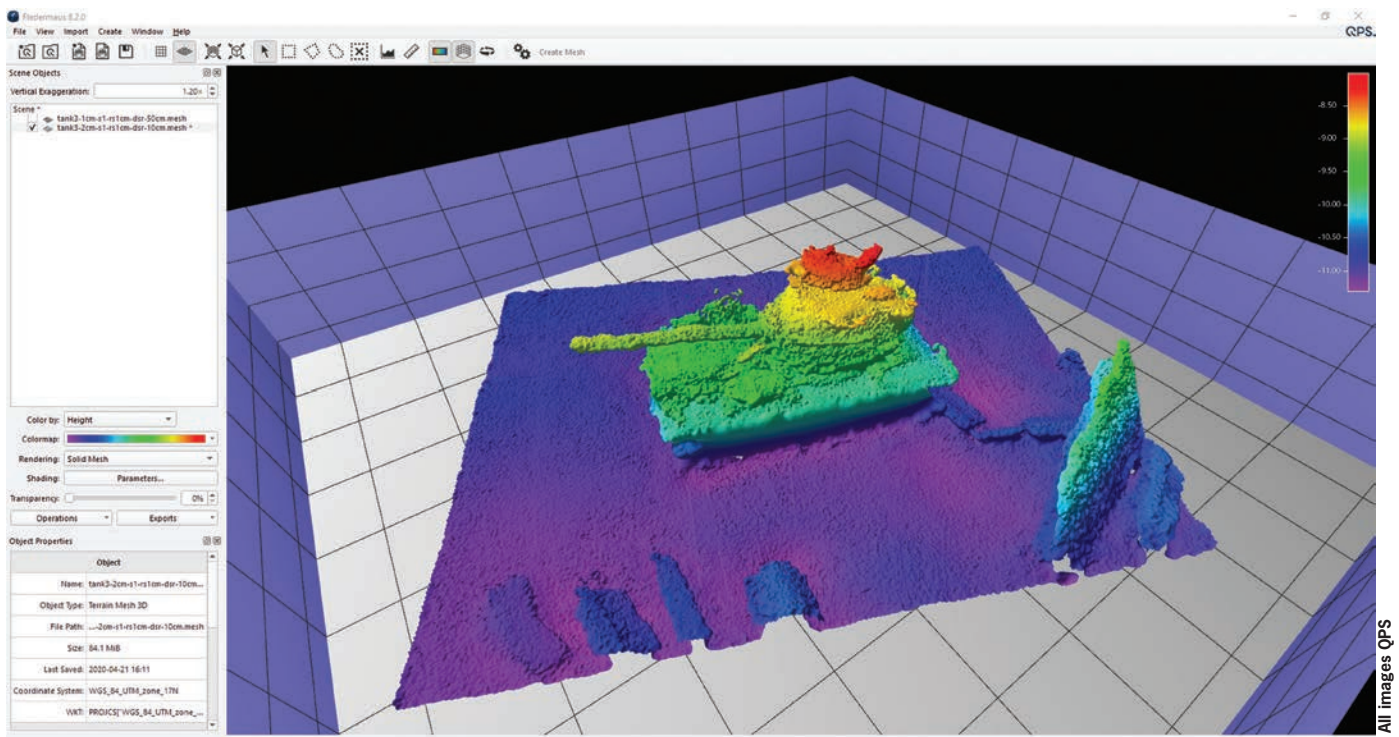 Fledermaus 8.2.0
File View Import Create Window Help
QPS.
Create Mesh
Scene Objects
Vertical Exaggeration: 1.20x
Scene *
tank3-1cm-s1-rs1cm-dsr-50cm.mesh
tank3-2cm-s1-rs1cm-dsr-10cm.mesh *
Color by: Height
Colormap:
Rendering: Solid Mesh
Shading: Parameters...
Transparency: 0%
Operations Exports
Object Properties
Object
Name: tank3-2cm-s1-rs1cm-dsr-10cm...
Object Type: Terrain Mesh 3D
File Path: ...-2cm-s1-rs1cm-dsr-10cm.mesh
Size: 84.1 MiB
Last Saved: 2020-04-21 16:11
Coordinate System: WGS_84_UTM_zone_17N
WKT: PROJCS["WGS_84_UTM_zone_...
-8.50
-9.00
-9.50
-10.00
-10.50
-11.00
All images QPS